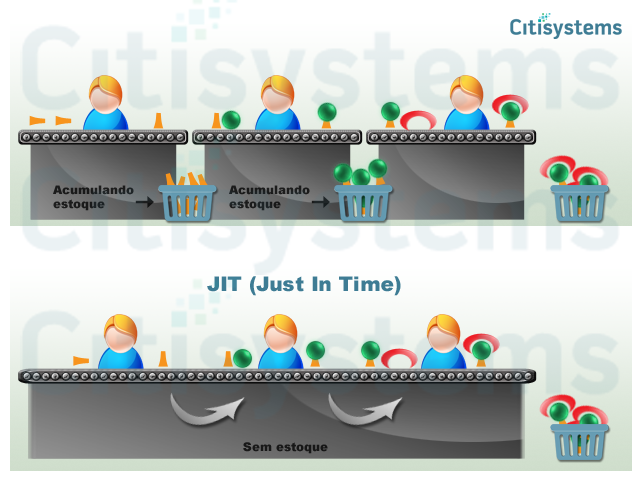 Citisystems
Acumulando
estoque
Acumulando
estoque
JIT (Just In Time)
Sem estoque